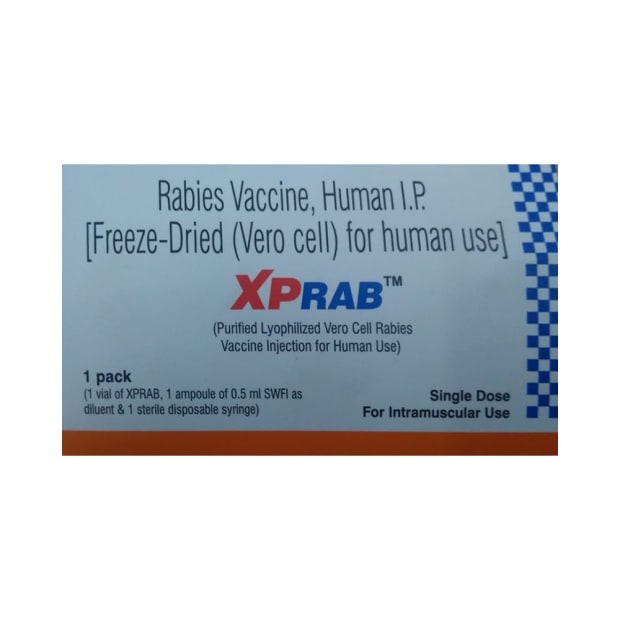 Rabies Vaccine, Human I.P.
[Freeze-Dried (Vero cell) for human use]
XPRAB™
(Purified Lyophilized Vero Cell Rabies
Vaccine Injection for Human Use)
1 pack
(1 vial of XPRAB, 1 ampoule of 0.5 ml SWFI as
diluent & 1 sterile disposable syringe)
Single Dose
For Intramuscular Use